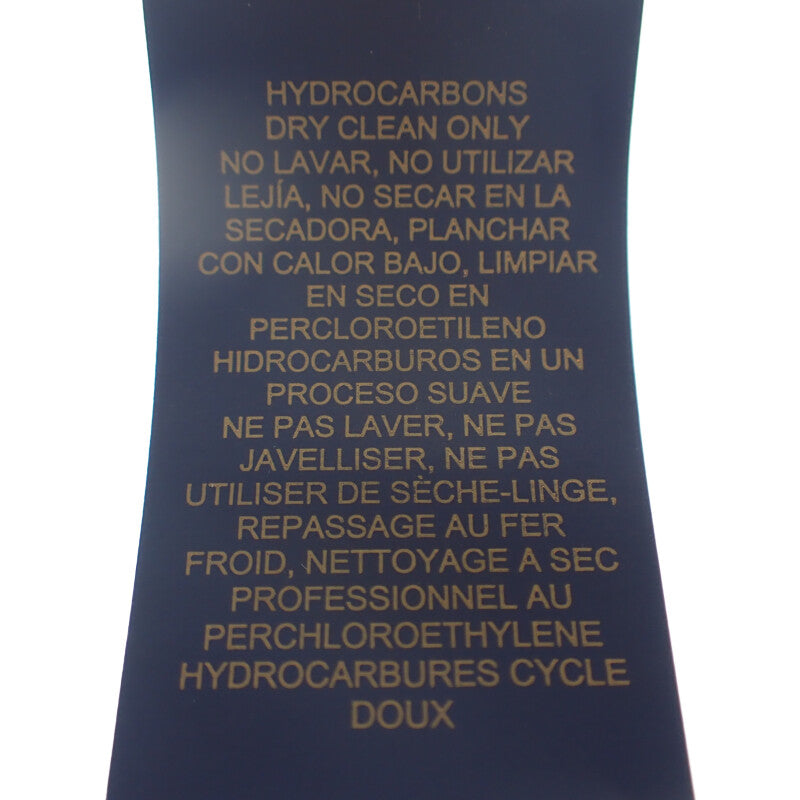 HYDROCARBONS
DRY CLEAN ONLY
NO LAVAR, NO UTILIZAR
LEJÍA, NO SECAR EN LA
SECADORA, PLANCHAR
CON CALOR BAJO, LIMPIAR
EN SECO EN
PERCLOROETILENO
HIDROCARBUROS EN UN
PROCESO SUAVE
NE PAS LAVER, NE PAS
JAVELLISER, NE PAS
UTILISER DE SÈCHE-LINGE,
REPASSAGE AU FER
FROID, NETTOYAGE A SEC
PROFESSIONNEL AU
PERCHLOROETHYLENE
HYDROCARBURES CYCLE
DOUX